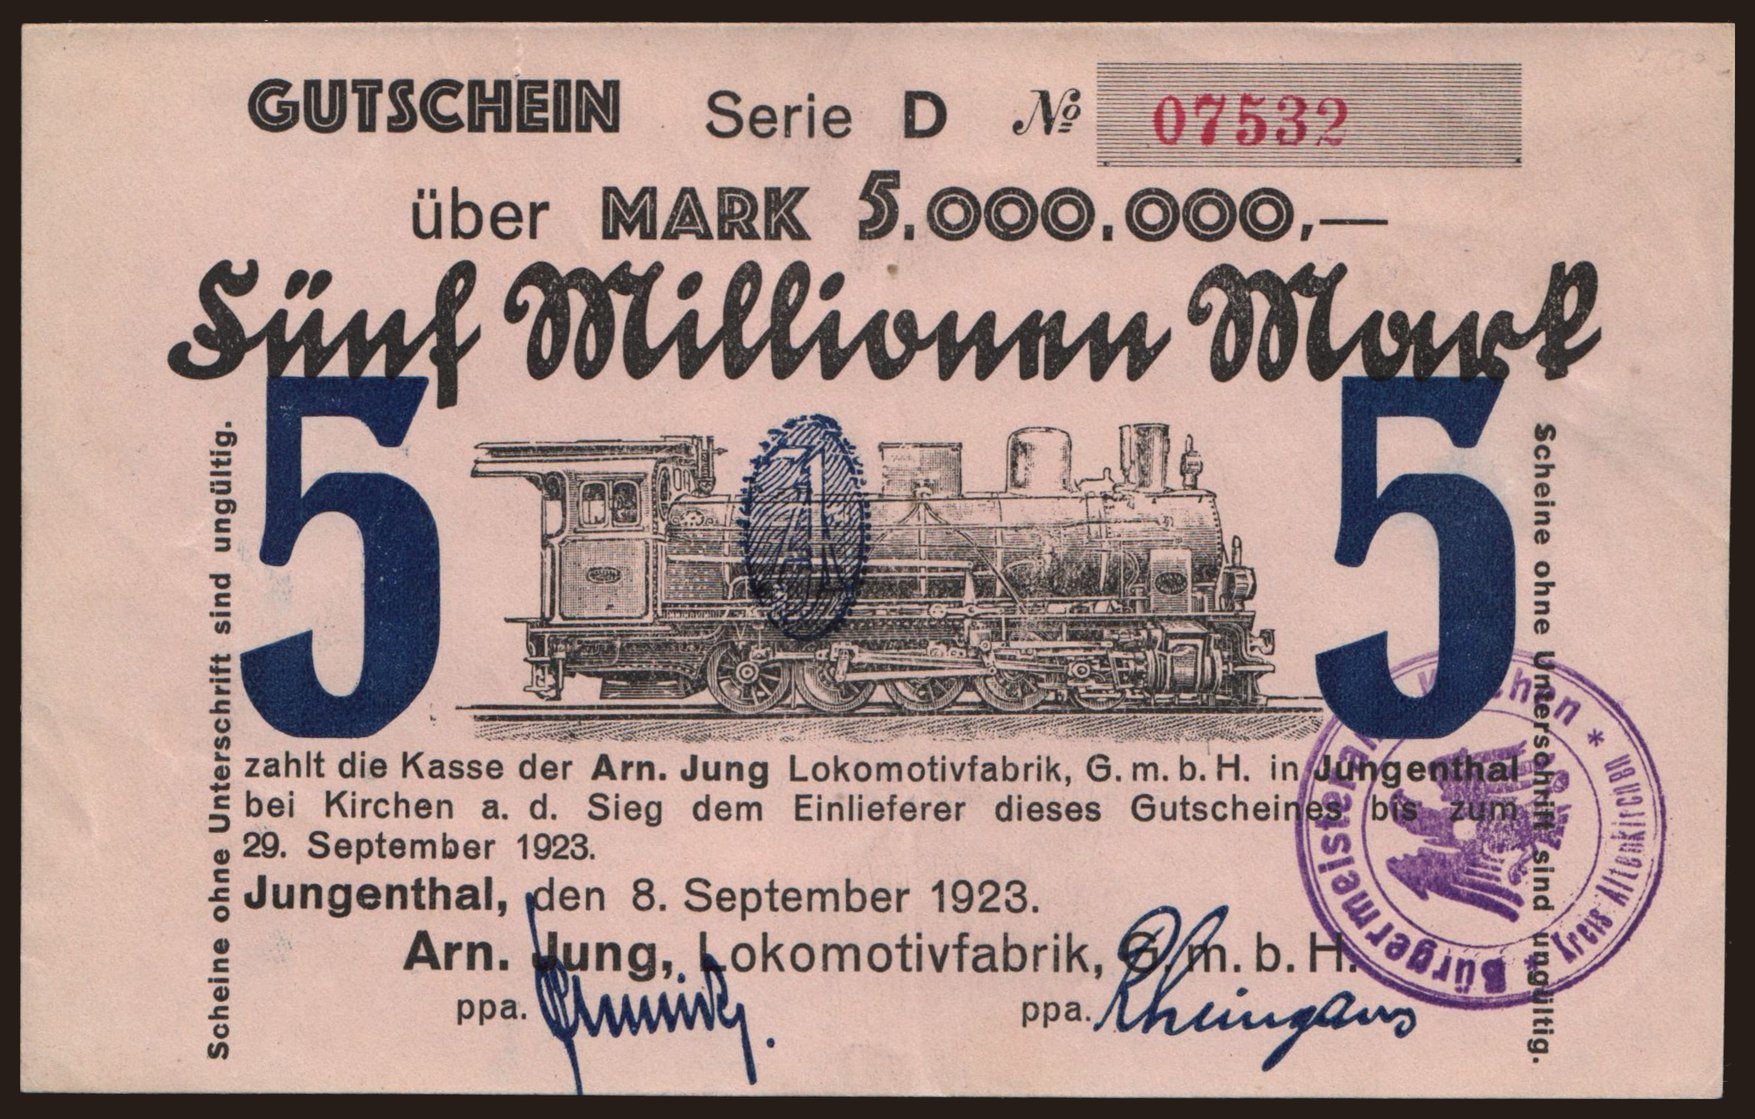 GUTSCHEIN Serie D № 07532
über MARK 5.000.000,—
Fünf Millionen Mark
5 5
Scheine ohne Unterschrift sind ungültig.
Scheine ohne Unterschrift sind ungültig.
zahlt die Kasse der Arn. Jung Lokomotivfabrik, G. m. b. H. in Jungenthal
bei Kirchen a. d. Sieg dem Einlieferer dieses Gutscheines bis zum
29. September 1923.
Jungenthal, den 8. September 1923.
Arn. Jung, Lokomotivfabrik, G. m. b. H.
ppa. ppa. Rheingans
Bürgermeisteramt Kirchen * Kreis Altenkirchen *